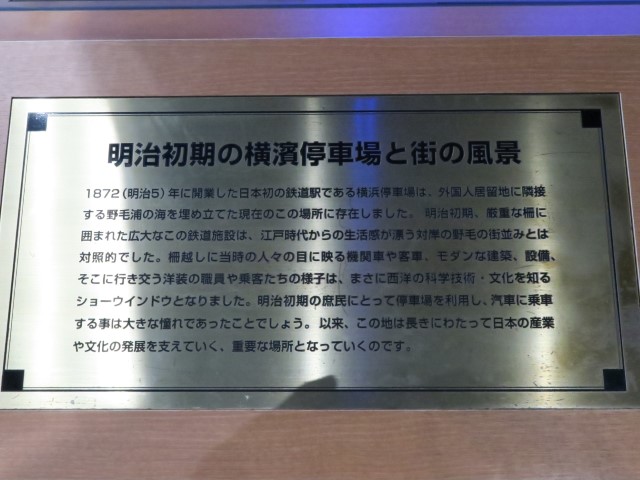 明治初期の横濱停車場と街の風景
1872(明治5)年に開業した日本初の鉄道駅である横浜停車場は、外国人居留地に隣接
する野毛浦の海を埋め立てた現在のこの場所に存在しました。明治初期、厳重な柵に
囲まれた広大なこの鉄道施設は、江戸時代からの生活感が漂う対岸の野毛の街並みとは
対照的でした。柵越しに当時の人々の目に映る機関車や客車、モダンな建築、設備、
そこに行き交う洋装の職員や乗客たちの様子は、まさに西洋の科学技術・文化を知る
ショーウインドウとなりました。明治初期の庶民にとって停車場を利用し、汽車に乗車
する事は大きな憧れであったことでしょう。以来、この地は長きにわたって日本の産業
や文化の発展を支えていく、重要な場所となっていくのです。